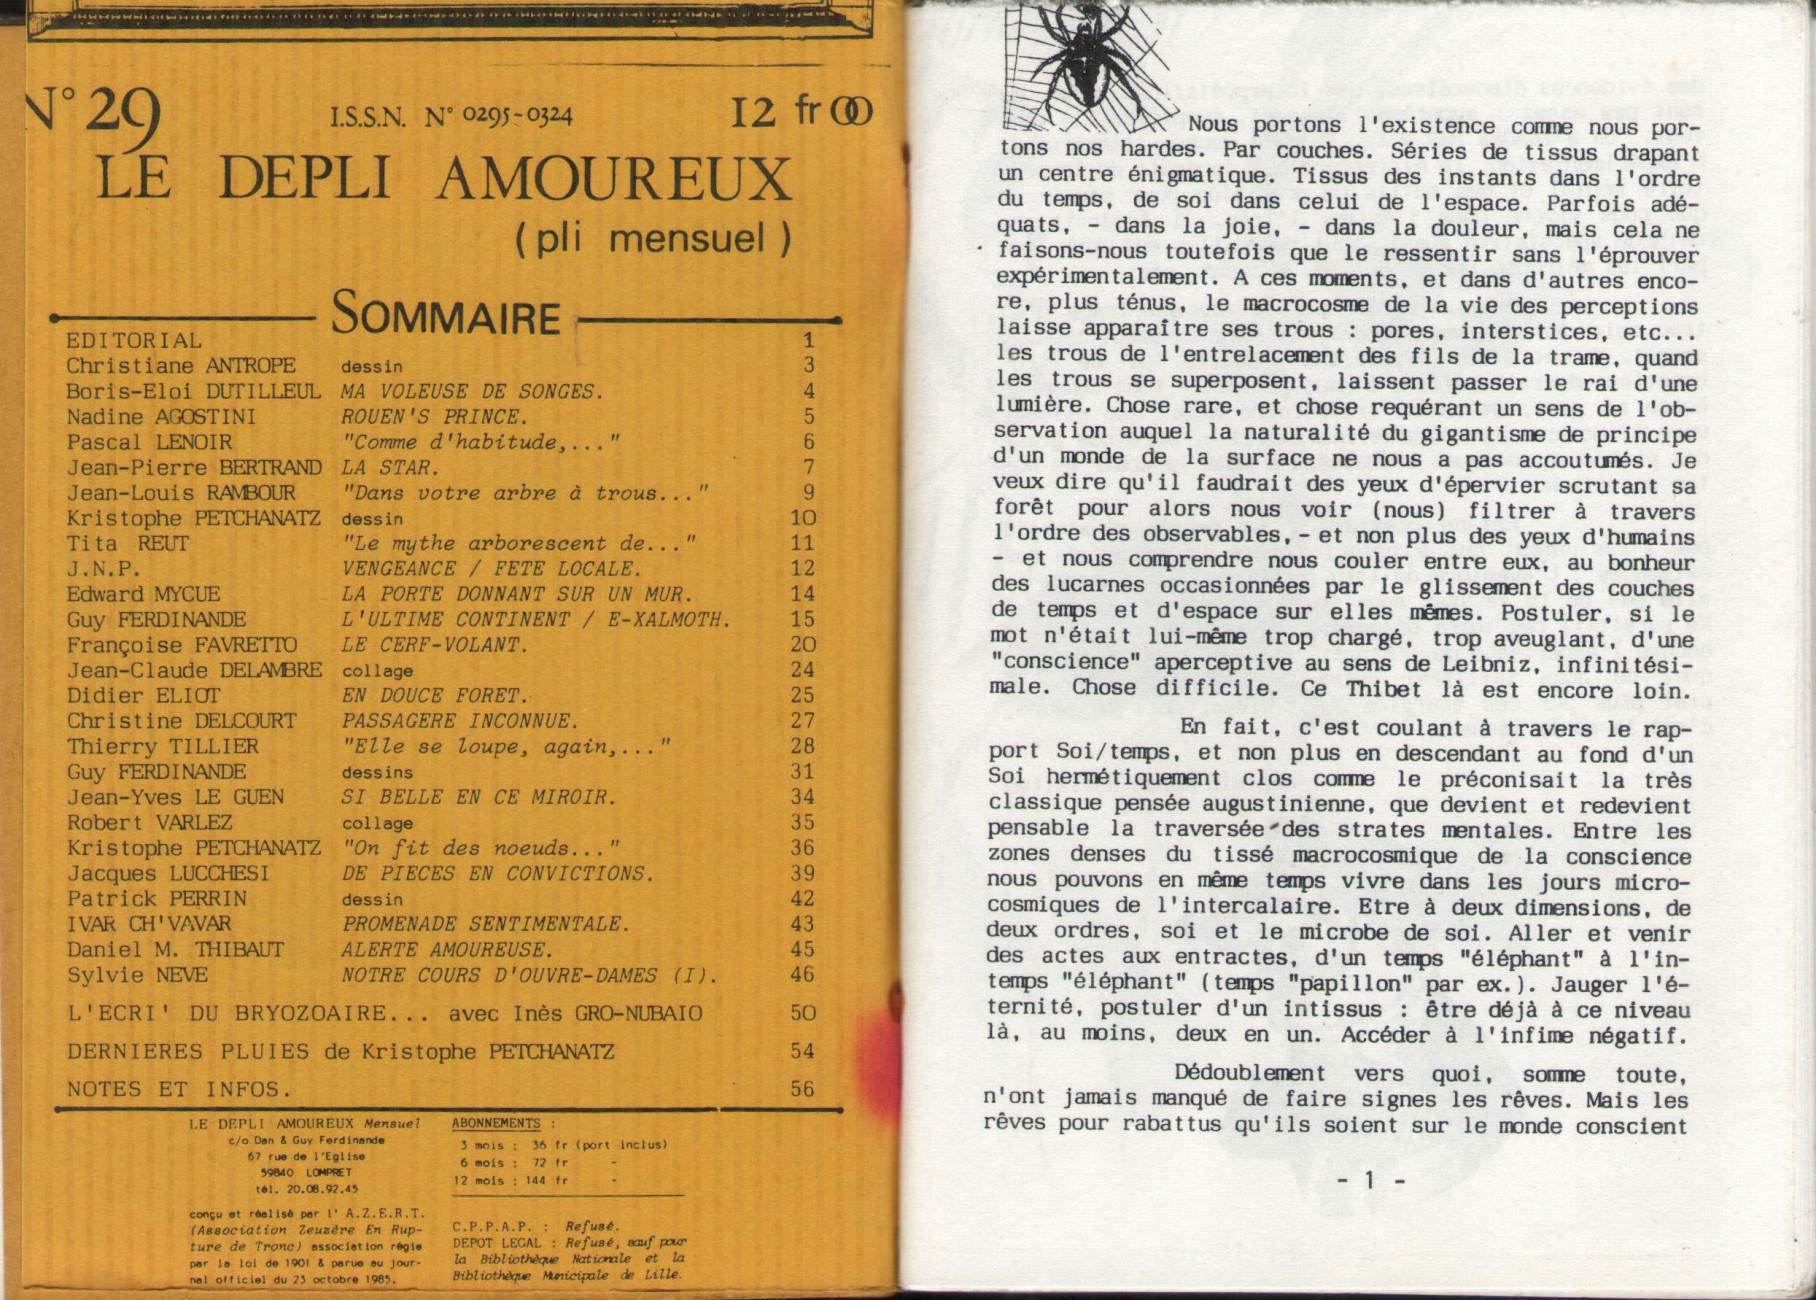 N° 29 I.S.S.N. N° 0295-0324 12 fr 00
LE DEPLI AMOUREUX
(pli mensuel)
SOMMAIRE
EDITORIAL 1
Christiane ANTROPE dessin 3
Boris-Eloi DUTILLEUL MA VOLEUSE DE SONGES. 4
Nadine AGOSTINI ROUEN'S PRINCE. 5
Pascal LENOIR "Comme d'habitude,..." 6
Jean-Pierre BERTRAND LA STAR. 7
Jean-Louis RAMBOUR "Dans votre arbre à trous..." 9
Kristophe PETCHANATZ dessin 10
Tita REUT "Le mythe arborescent de..." 11
J.N.P. VENGEANCE / FETE LOCALE. 12
Edward MYCUE LA PORTE DONNANT SUR UN MUR. 14
Guy FERDINANDE L'ULTIME CONTINENT / E-XALMOTH. 15
Françoise FAVRETTO LE CERF-VOLANT. 20
Jean-Claude DELAMBRE collage 24
Didier ELIOT EN DOUCE FORET. 25
Christine DELCOURT PASSAGERE INCONNUE. 27
Thierry TILLIER "Elle se loupe, again,..." 28
Guy FERDINANDE dessins 31
Jean-Yves LE GUEN SI BELLE EN CE MIROIR. 34
Robert VARLEZ collage 35
Kristophe PETCHANATZ "On fit des noeuds..." 36
Jacques LUCCHESI DE PIECES EN CONVICTIONS. 39
Patrick PERRIN dessin 42
IVAR CH'VAVAR PROMENADE SENTIMENTALE. 43
Daniel M. THIBAUT ALERTE AMOUREUSE. 45
Sylvie NEVE NOTRE COURS D'OUVRE-DAMES (I). 46
L'ECRI' DU BRYOZOAIRE... avec Inès GRO-NUBAIO 50
DERNIERES PLUIES de Kristophe PETCHANATZ 54
NOTES ET INFOS. 56
LE DEPLI AMOUREUX Mensuel
c/o Dan & Guy Ferdinande
67 rue de l'Eglise
59840 LOMPRET
tél. 20.08.92.45
conçu et réalisé par l' A.Z.E.R.T.
(Association Zeuzère En Rup-
ture de Tronc) association régie
par la loi de 1901 & parue au jour-
nal officiel du 23 octobre 1985.
ABONNEMENTS :
3 mois : 36 fr (port inclus)
6 mois : 72 fr -
12 mois : 144 fr -
C.P.P.A.P. : Refusé.
DEPOT LEGAL : Refusé, sauf pour
la Bibliothèque Nationale et la
Bibliothèque Municipale de Lille.
Nous portons l'existence comme nous por-
tons nos hardes. Par couches. Séries de tissus drapant
un centre énigmatique. Tissus des instants dans l'ordre
du temps, de soi dans celui de l'espace. Parfois adé-
quats, - dans la joie, - dans la douleur, mais cela ne
faisons-nous toutefois que le ressentir sans l'éprouver
expérimentalement. A ces moments, et dans d'autres enco-
re, plus ténus, le macrocosme de la vie des perceptions
laisse apparaître ses trous : pores, interstices, etc...
les trous de l'entrelacement des fils de la trame, quand
les trous se superposent, laissent passer le rai d'une
lumière. Chose rare, et chose requérant un sens de l'ob-
servation auquel la naturalité du gigantisme de principe
d'un monde de la surface ne nous a pas accoutumés. Je
veux dire qu'il faudrait des yeux d'épervier scrutant sa
forêt pour alors nous voir (nous) filtrer à travers
l'ordre des observables, - et non plus des yeux d'humains
- et nous comprendre nous couler entre eux, au bonheur
des lucarnes occasionnées par le glissement des couches
de temps et d'espace sur elles mêmes. Postuler, si le
mot n'était lui-même trop chargé, trop aveuglant, d'une
"conscience" aperceptive au sens de Leibniz, infinitési-
male. Chose difficile. Ce Thibet là est encore loin.
En fait, c'est coulant à travers le rap-
port Soi/temps, et non plus en descendant au fond d'un
Soi hermétiquement clos comme le préconisait la très
classique pensée augustinienne, que devient et redevient
pensable la traversée des strates mentales. Entre les
zones denses du tissé macrocosmique de la conscience
nous pouvons en même temps vivre dans les jours micro-
cosmiques de l'intercalaire. Etre à deux dimensions, de
deux ordres, soi et le microbe de soi. Aller et venir
des actes aux entractes, d'un temps "éléphant" à l'in-
temps "éléphant" (temps "papillon" par ex.). Jauger l'é-
ternité, postuler d'un intissus : être déjà à ce niveau
là, au moins, deux en un. Accéder à l'infime négatif.
Dédoublement vers quoi, somme toute,
n'ont jamais manqué de faire signes les rêves. Mais les
rêves pour rabattus qu'ils soient sur le monde conscient
- 1 -